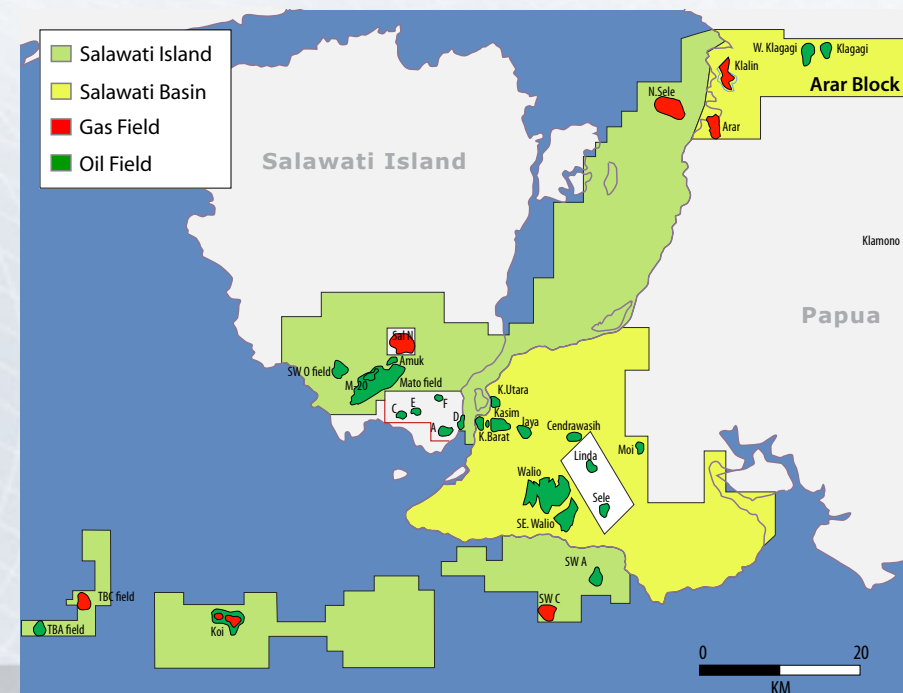 Salawati Island
Salawati Basin
Gas Field
Oil Field
W. Klagagi
Klagagi
Klalin
Arar Block
N.Sele
Arar
Salawati Island
Klamono
Papua
Sal N
Amuk
SW O field
M-20
Mato field
K.Utara
F
E
C
D
A
Kasim
K.Barat
Jaya
Cendrawasih
Moi
Linda
Walio
Sele
SE. Walio
SW A
TBC field
SW C
TBA field
Koi
0
20
KM